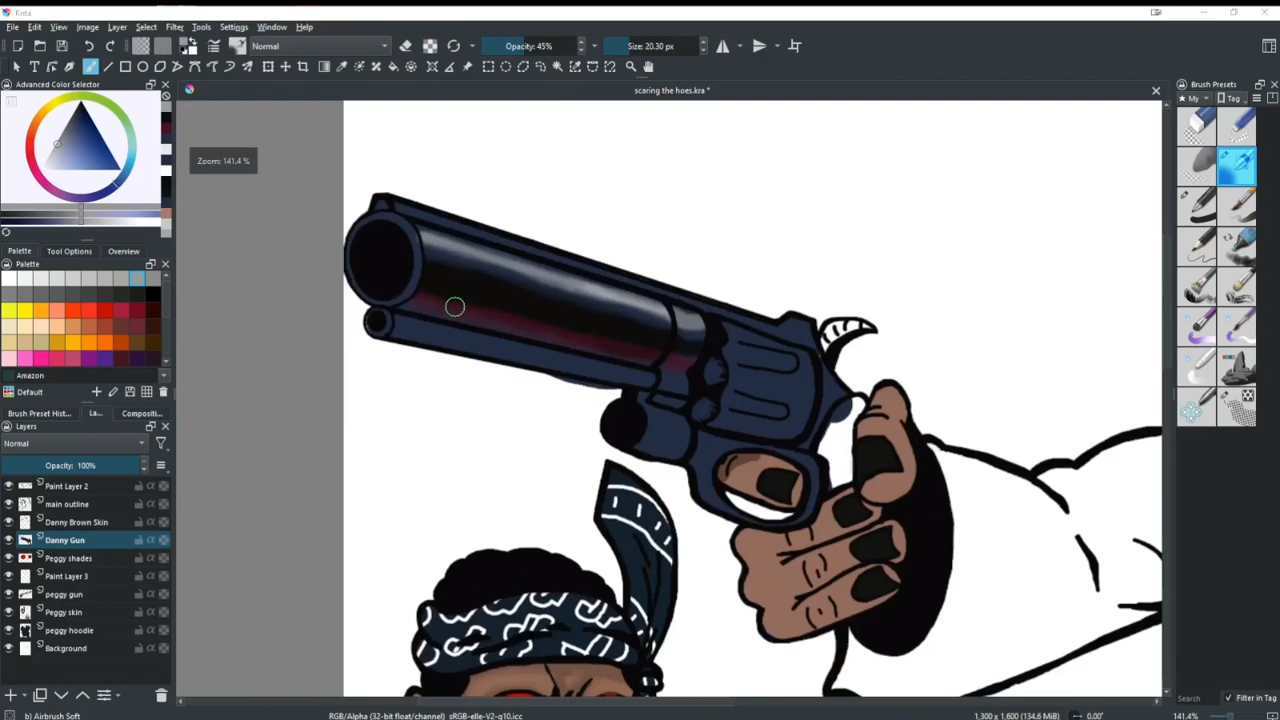 Krita
File Edit View Image Layer Select Filter Tools Settings Window Help
Normal Opacity: 45% Size: 20.30 px
Advanced Color Selector
scaring the hoes.kra *
Brush Presets
My Tag
Zoom: 141.4 %
Palette Tool Options Overview
Palette
Amazon
Default
Brush Preset Hist... La... Compositi...
Layers
Normal
Opacity: 100%
Paint Layer 2
main outline
Danny Brown Skin
Danny Gun
Peggy shades
Paint Layer 3
peggy gun
Peggy skin
peggy hoodie
Background
Search Filter in Tag
b) Airbrush Soft RGB/Alpha (32-bit float/channel) sRGB-elle-V2-g10.icc 1,300 x 1,600 (134.6 MiB) 0.00° 141.4%